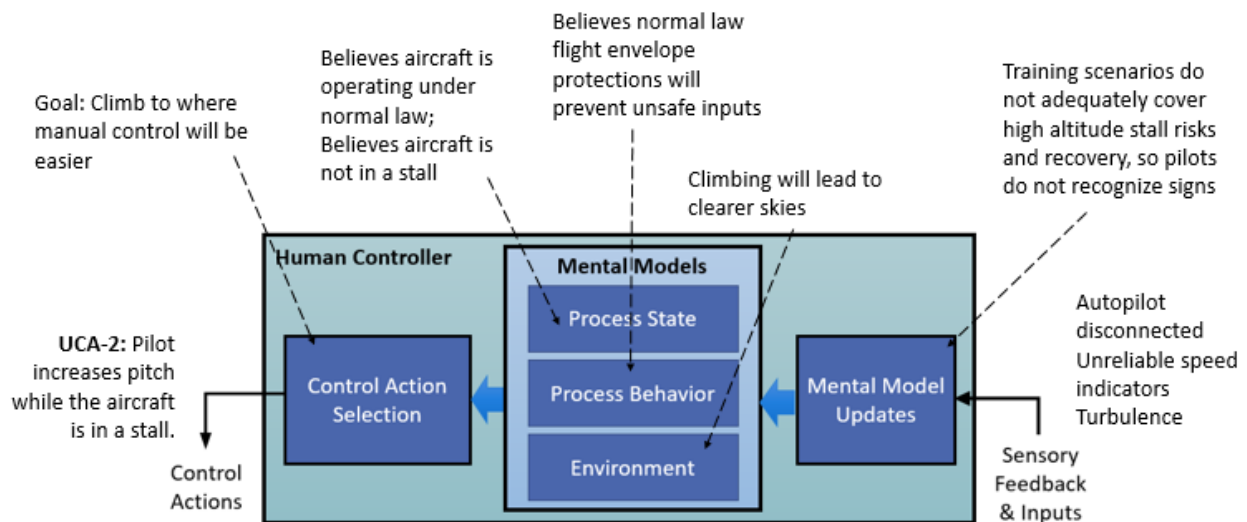 Goal: Climb to where
manual control will be
easier
Believes aircraft is
operating under
normal law;
Believes aircraft is
not in a stall
Believes normal law
flight envelope
protections will
prevent unsafe inputs
Climbing will lead to
clearer skies
Training scenarios do
not adequately cover
high altitude stall risks
and recovery, so pilots
do not recognize signs
Human Controller
Mental Models
Process State
Process Behavior
Environment
Control Action
Selection
Mental Model
Updates
UCA-2: Pilot
increases pitch
while the aircraft
is in a stall.
Control
Actions
Autopilot
disconnected
Unreliable speed
indicators
Turbulence
Sensory
Feedback
& Inputs